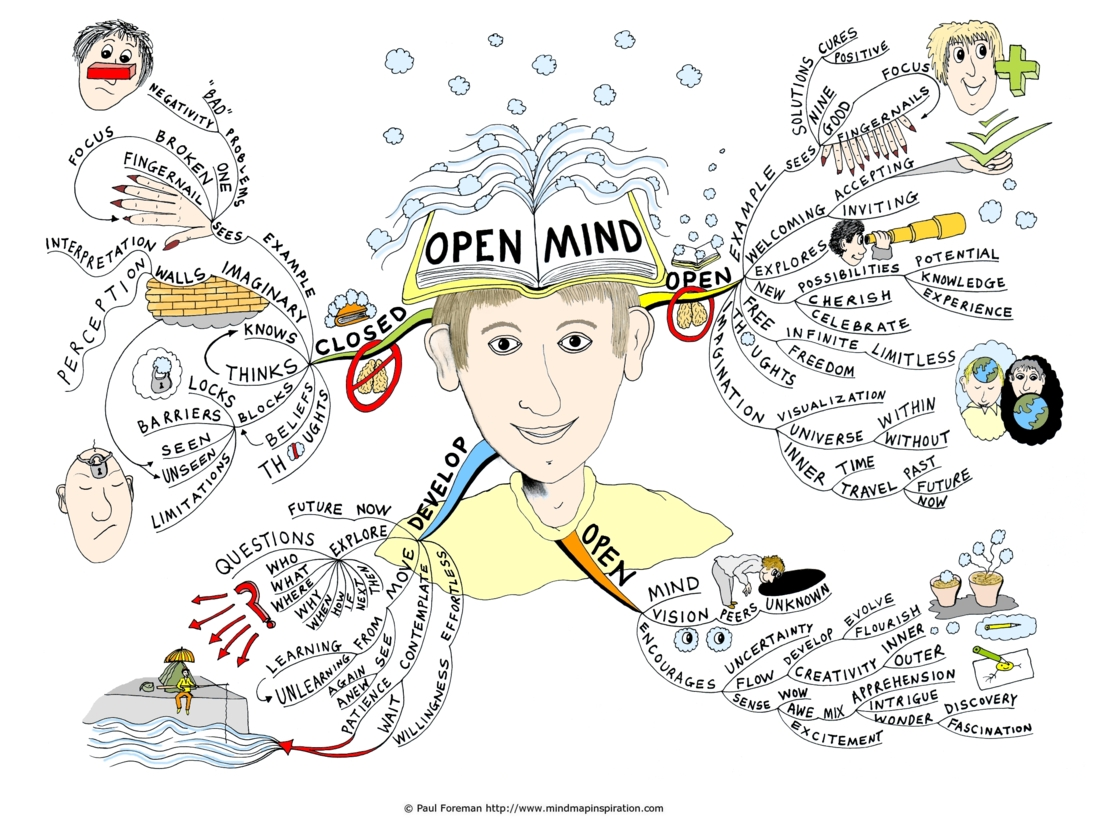 OPEN MIND
CLOSED
EXAMPLE
SEES
"BAD" PROBLEMS
NEGATIVITY
ONE
BROKEN
FINGERNAIL
FOCUS
THINKS
IMAGINARY
WALLS
INTERPRETATION
PERCEPTION
KNOWS
BLOCKS
LOCKS
BARRIERS
SEEN
UNSEEN
LIMITATIONS
BELIEFS
TH UGHTS
OPEN
EXAMPLE
SEES
SOLUTIONS
CURES
POSITIVE
NINE
GOOD
FINGERNAILS
FOCUS
WELCOMING
ACCEPTING
INVITING
EXPLORES
NEW
POSSIBILITIES
POTENTIAL
KNOWLEDGE
EXPERIENCE
CHERISH
CELEBRATE
FREE
TH UGHTS
INFINITE
LIMITLESS
FREEDOM
IMAGINATION
VISUALIZATION
UNIVERSE
WITHIN
WITHOUT
INNER
TIME
TRAVEL
PAST
FUTURE
NOW
DEVELOP
FUTURE NOW
EXPLORE
QUESTIONS
WHO
WHAT
WHERE
WHY
WHEN
HOW
IF
NEXT
THEN
MOVE
FROM
LEARNING
UNLEARNING
CONTEMPLATE
SEE
AGAIN
ANEW
PATIENCE
WAIT
EFFORTLESS
WILLINGNESS
OPEN
MIND
VISION
PEERS
UNKNOWN
ENCOURAGES
UNCERTAINTY
FLOW
DEVELOP
EVOLVE
FLOURISH
CREATIVITY
INNER
OUTER
SENSE
WOW
AWE
MIX
APPREHENSION
INTRIGUE
WONDER
DISCOVERY
FASCINATION
EXCITEMENT
© Paul Foreman http://www.mindmapinspiration.com